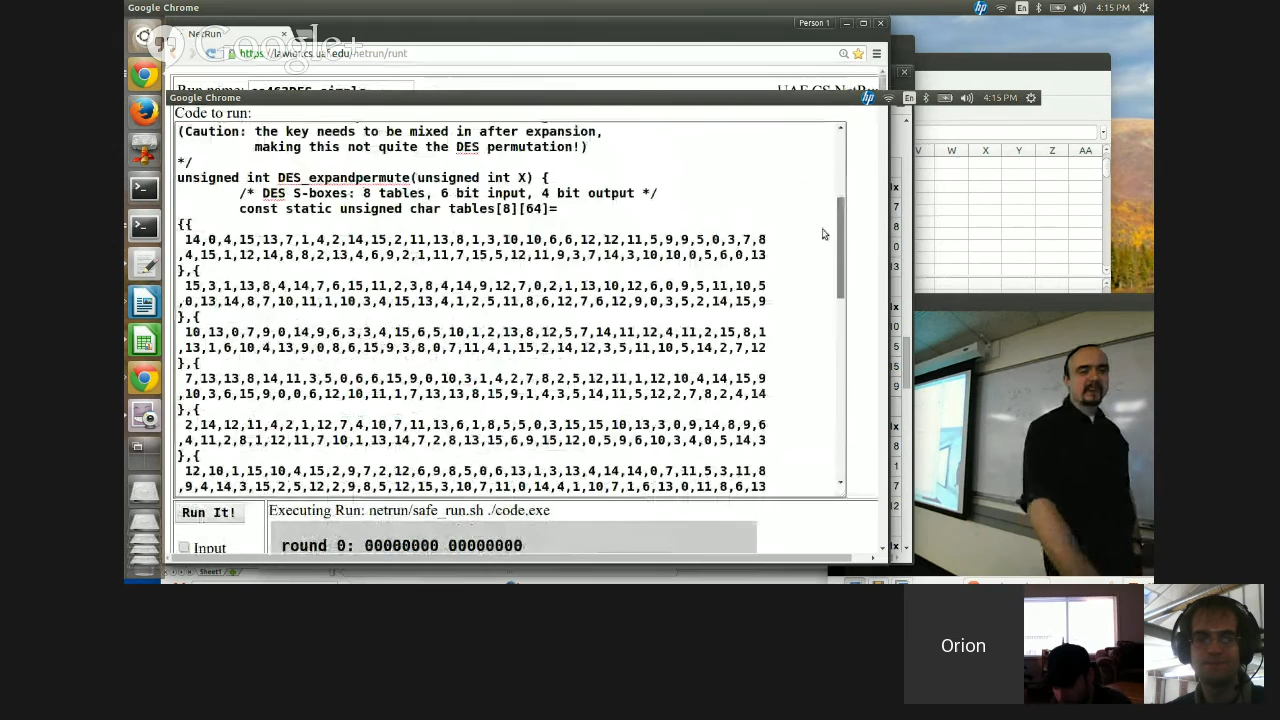 Google Chrome
En
4:15 PM
Person 1
NetRun
Google+
https://lawlor.cs.uaf.edu/netrun/runt
Google Chrome
En
4:15 PM
Code to run:
(Caution: the key needs to be mixed in after expansion,
making this not quite the DES permutation!)
*/
unsigned int DES_expandpermute(unsigned int X) {
/* DES S-boxes: 8 tables, 6 bit input, 4 bit output */
const static unsigned char tables[8][64]=
{{
14,0,4,15,13,7,1,4,2,14,15,2,11,13,8,1,3,10,10,6,6,12,12,11,5,9,9,5,0,3,7,8
,4,15,1,12,14,8,8,2,13,4,6,9,2,1,11,7,15,5,12,11,9,3,7,14,3,10,10,0,5,6,0,13
},{
15,3,1,13,8,4,14,7,6,15,11,2,3,8,4,14,9,12,7,0,2,1,13,10,12,6,0,9,5,11,10,5
,0,13,14,8,7,10,11,1,10,3,4,15,13,4,1,2,5,11,8,6,12,7,6,12,9,0,3,5,2,14,15,9
},{
10,13,0,7,9,0,14,9,6,3,3,4,15,6,5,10,1,2,13,8,12,5,7,14,11,12,4,11,2,15,8,1
,13,1,6,10,4,13,9,0,8,6,15,9,3,8,0,7,11,4,1,15,2,14,12,3,5,11,10,5,14,2,7,12
},{
7,13,13,8,14,11,3,5,0,6,6,15,9,0,10,3,1,4,2,7,8,2,5,12,11,1,12,10,4,14,15,9
,10,3,6,15,9,0,0,6,12,10,11,1,7,13,13,8,15,9,1,4,3,5,14,11,5,12,2,7,8,2,4,14
},{
2,14,12,11,4,2,1,12,7,4,10,7,11,13,6,1,8,5,5,0,3,15,15,10,13,3,0,9,14,8,9,6
,4,11,2,8,1,12,11,7,10,1,13,14,7,2,8,13,15,6,9,15,12,0,5,9,6,10,3,4,0,5,14,3
},{
12,10,1,15,10,4,15,2,9,7,2,12,6,9,8,5,0,6,13,1,3,13,4,14,14,0,7,11,5,3,11,8
,9,4,14,3,15,2,5,12,2,9,8,5,12,15,3,10,7,11,0,14,4,1,10,7,1,6,13,0,11,8,6,13
Run It!
Executing Run: netrun/safe_run.sh ./code.exe
Input
round 0: 00000000 00000000
W X Y Z AA
Sheet1
Orion